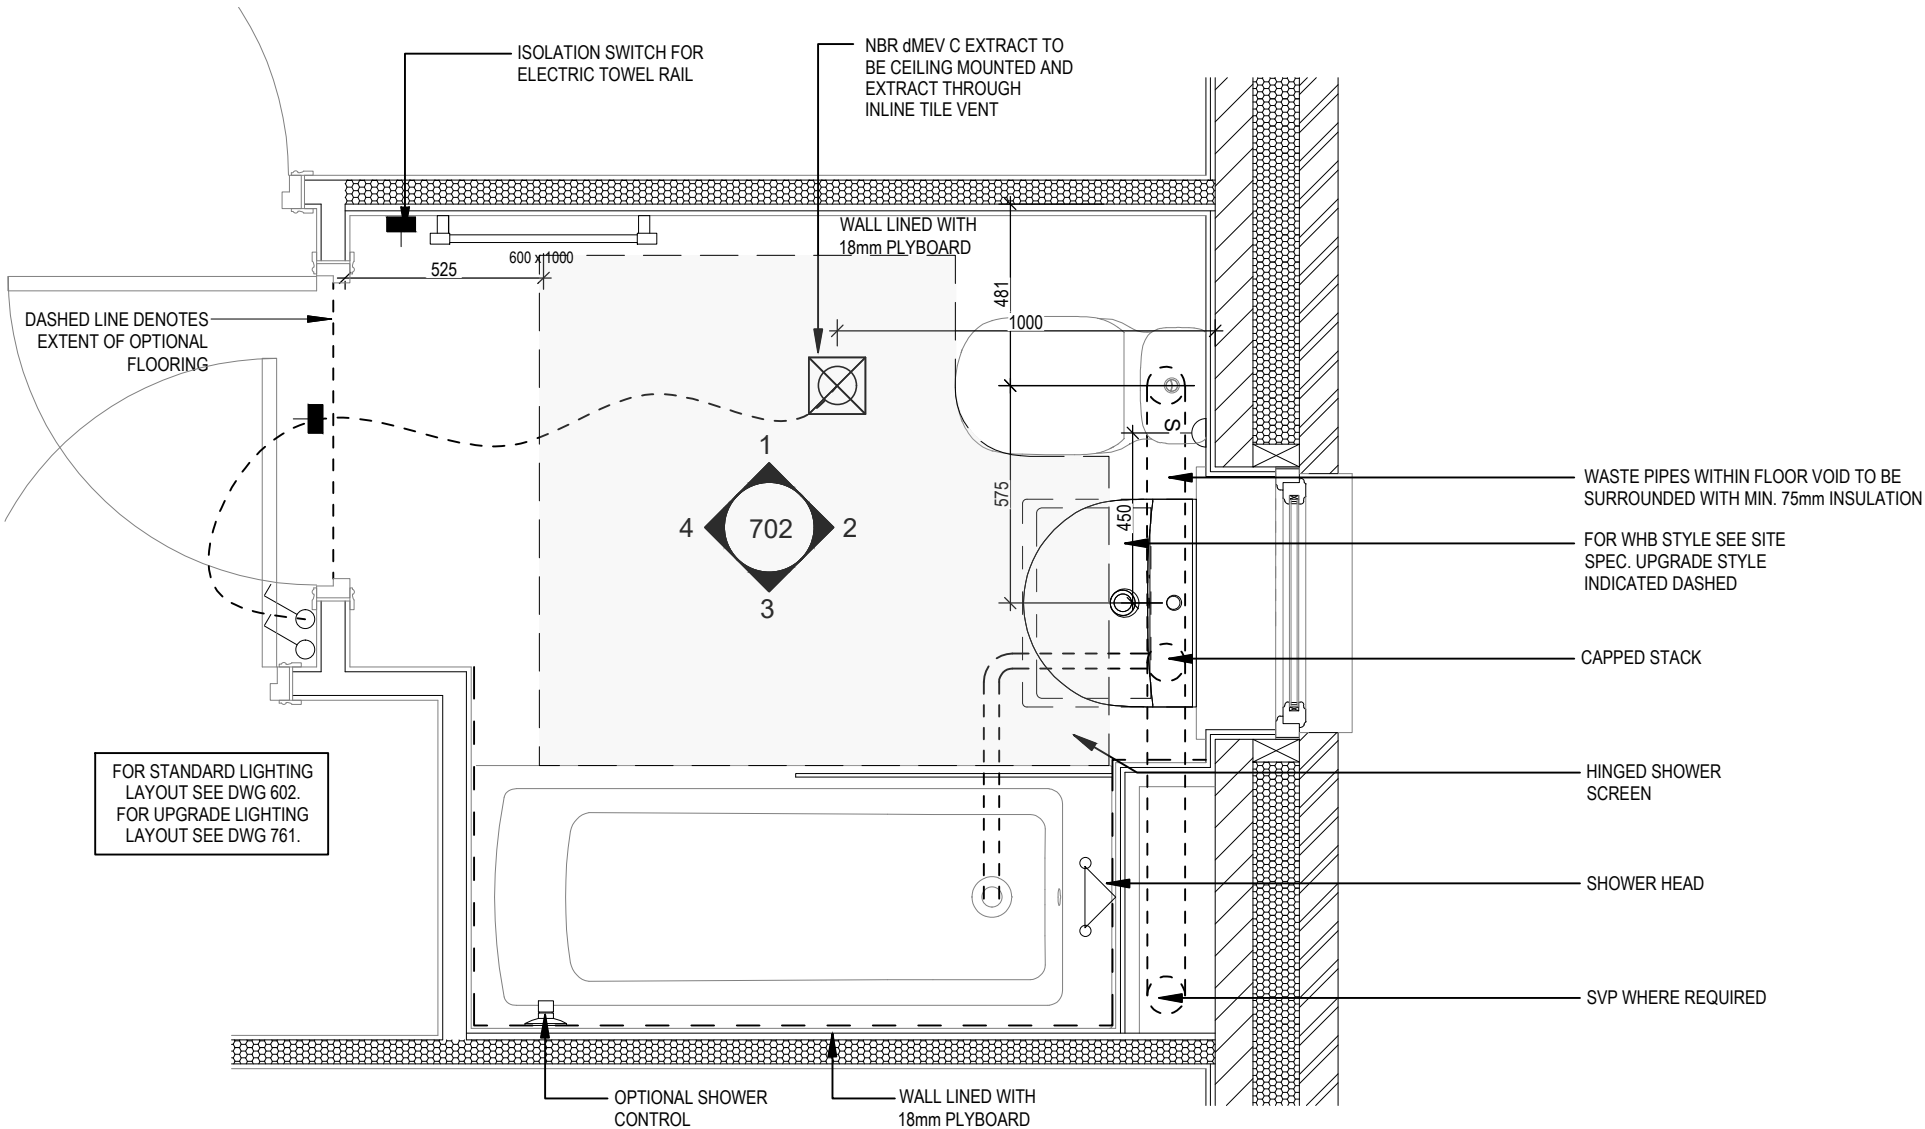 ISOLATION SWITCH FOR
ELECTRIC TOWEL RAIL
NBR dMEV C EXTRACT TO
BE CEILING MOUNTED AND
EXTRACT THROUGH
INLINE TILE VENT
WALL LINED WITH
18mm PLYBOARD
600 x 1000
525
481
1000
DASHED LINE DENOTES
EXTENT OF OPTIONAL
FLOORING
S
1
4
702
2
3
575
450
WASTE PIPES WITHIN FLOOR VOID TO BE
SURROUNDED WITH MIN. 75mm INSULATION
FOR WHB STYLE SEE SITE
SPEC. UPGRADE STYLE
INDICATED DASHED
CAPPED STACK
FOR STANDARD LIGHTING
LAYOUT SEE DWG 602.
FOR UPGRADE LIGHTING
LAYOUT SEE DWG 761.
HINGED SHOWER
SCREEN
SHOWER HEAD
SVP WHERE REQUIRED
OPTIONAL SHOWER
CONTROL
WALL LINED WITH
18mm PLYBOARD